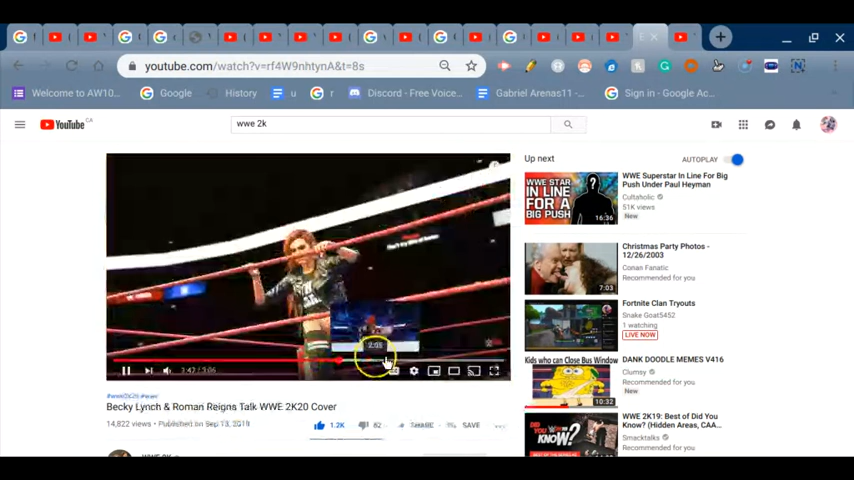 youtube.com/watch?v=rf4W9nhtynA&t=8s
Welcome to AW10...
Google
History
u
r
Discord - Free Voice...
Gabriel Arenas11 -...
Sign in - Google Ac...
YouTube CA
wwe 2k
Up next
AUTOPLAY
WWE STAR
IN LINE
FOR A
BIG PUSH
16:36
WWE Superstar In Line For Big
Push Under Paul Heyman
Cultaholic
51K views
New
7:03
Christmas Party Photos -
12/26/2003
Conan Fanatic
Recommended for you
Fortnite Clan Tryouts
Snake Goat5452
1 watching
LIVE NOW
Kids who can Close Bus Window
10:32
DANK DOODLE MEMES V416
Clumsy
Recommended for you
DID YOU
KNOW?
WWE 2K19: Best of Did You
Know? (Hidden Areas, CAA...
Smacktalks
Recommended for you
Becky Lynch & Roman Reigns Talk WWE 2K20 Cover
14,822 views
1.2K
62
SHARE
SAVE